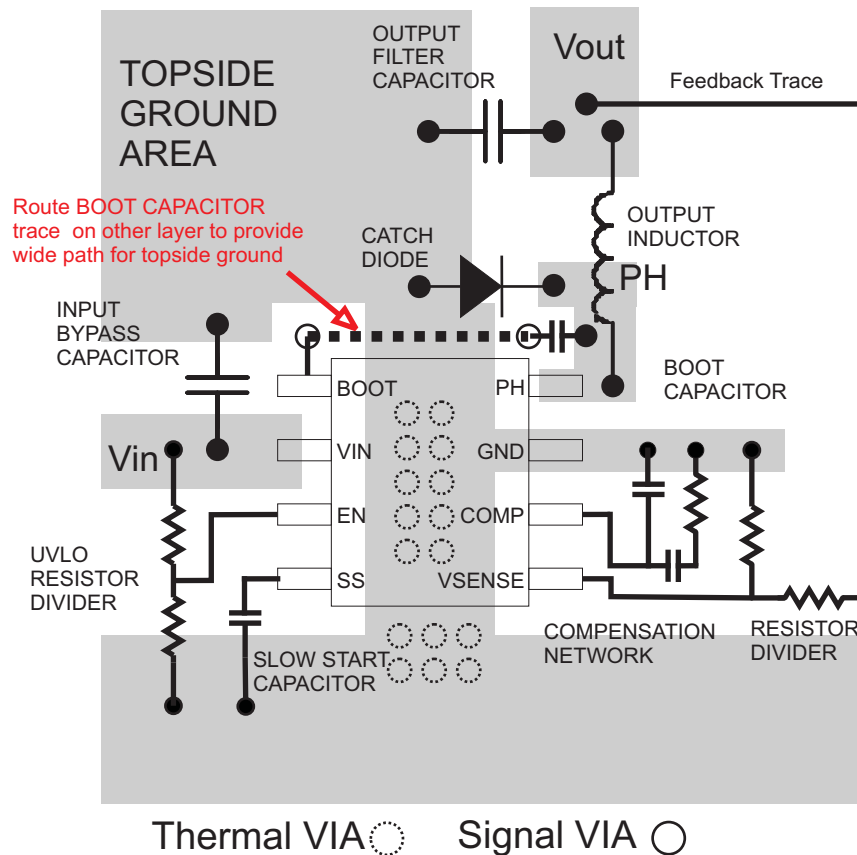 TOPSIDE
GROUND
AREA
OUTPUT
FILTER
CAPACITOR
Vout
Feedback Trace
Route BOOT CAPACITOR
trace on other layer to provide
wide path for topside ground
CATCH
DIODE
OUTPUT
INDUCTOR
PH
INPUT
BYPASS
CAPACITOR
BOOT
CAPACITOR
BOOT
PH
Vin
VIN
GND
EN
COMP
UVLO
RESISTOR
DIVIDER
SS
VSENSE
SLOW START
CAPACITOR
COMPENSATION
NETWORK
RESISTOR
DIVIDER
Thermal VIA
Signal VIA